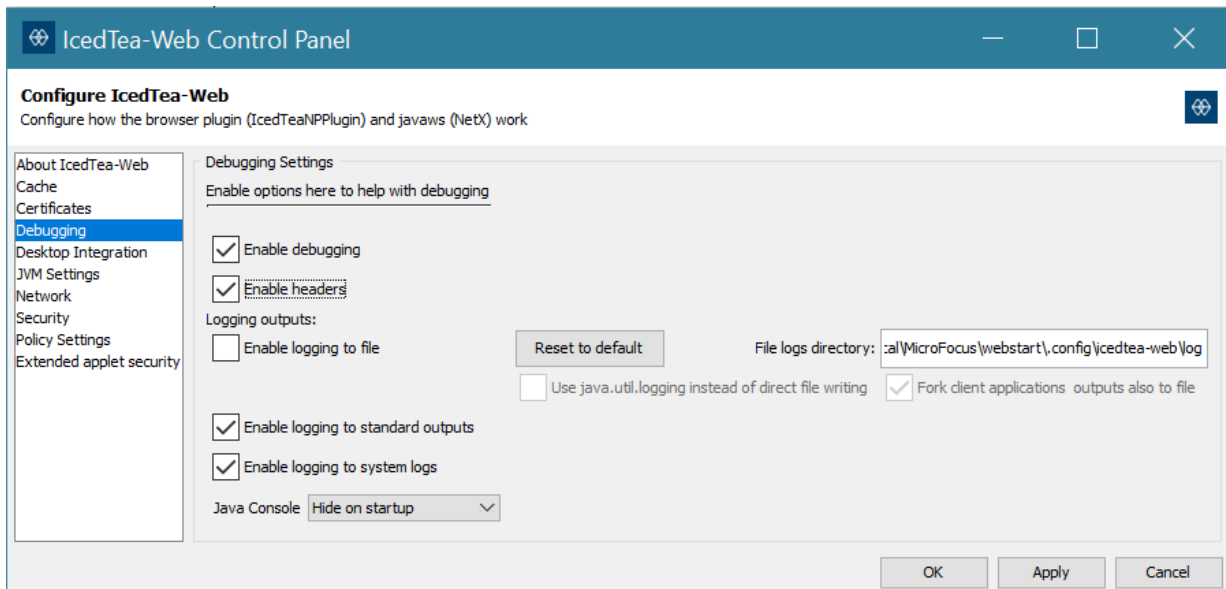 IcedTea-Web Control Panel
Configure IcedTea-Web
Configure how the browser plugin (IcedTeaNPPlugin) and javaws (NetX) work
About IcedTea-Web
Cache
Certificates
Debugging
Desktop Integration
JVM Settings
Network
Security
Policy Settings
Extended applet security
Debugging Settings
Enable options here to help with debugging
Enable debugging
Enable headers
Logging outputs:
Enable logging to file Reset to default File logs directory: :al\MicroFocus\webstart\.config\icedtea-web\log
Use java.util.logging instead of direct file writing Fork client applications outputs also to file
Enable logging to standard outputs
Enable logging to system logs
Java Console Hide on startup
OK Apply Cancel